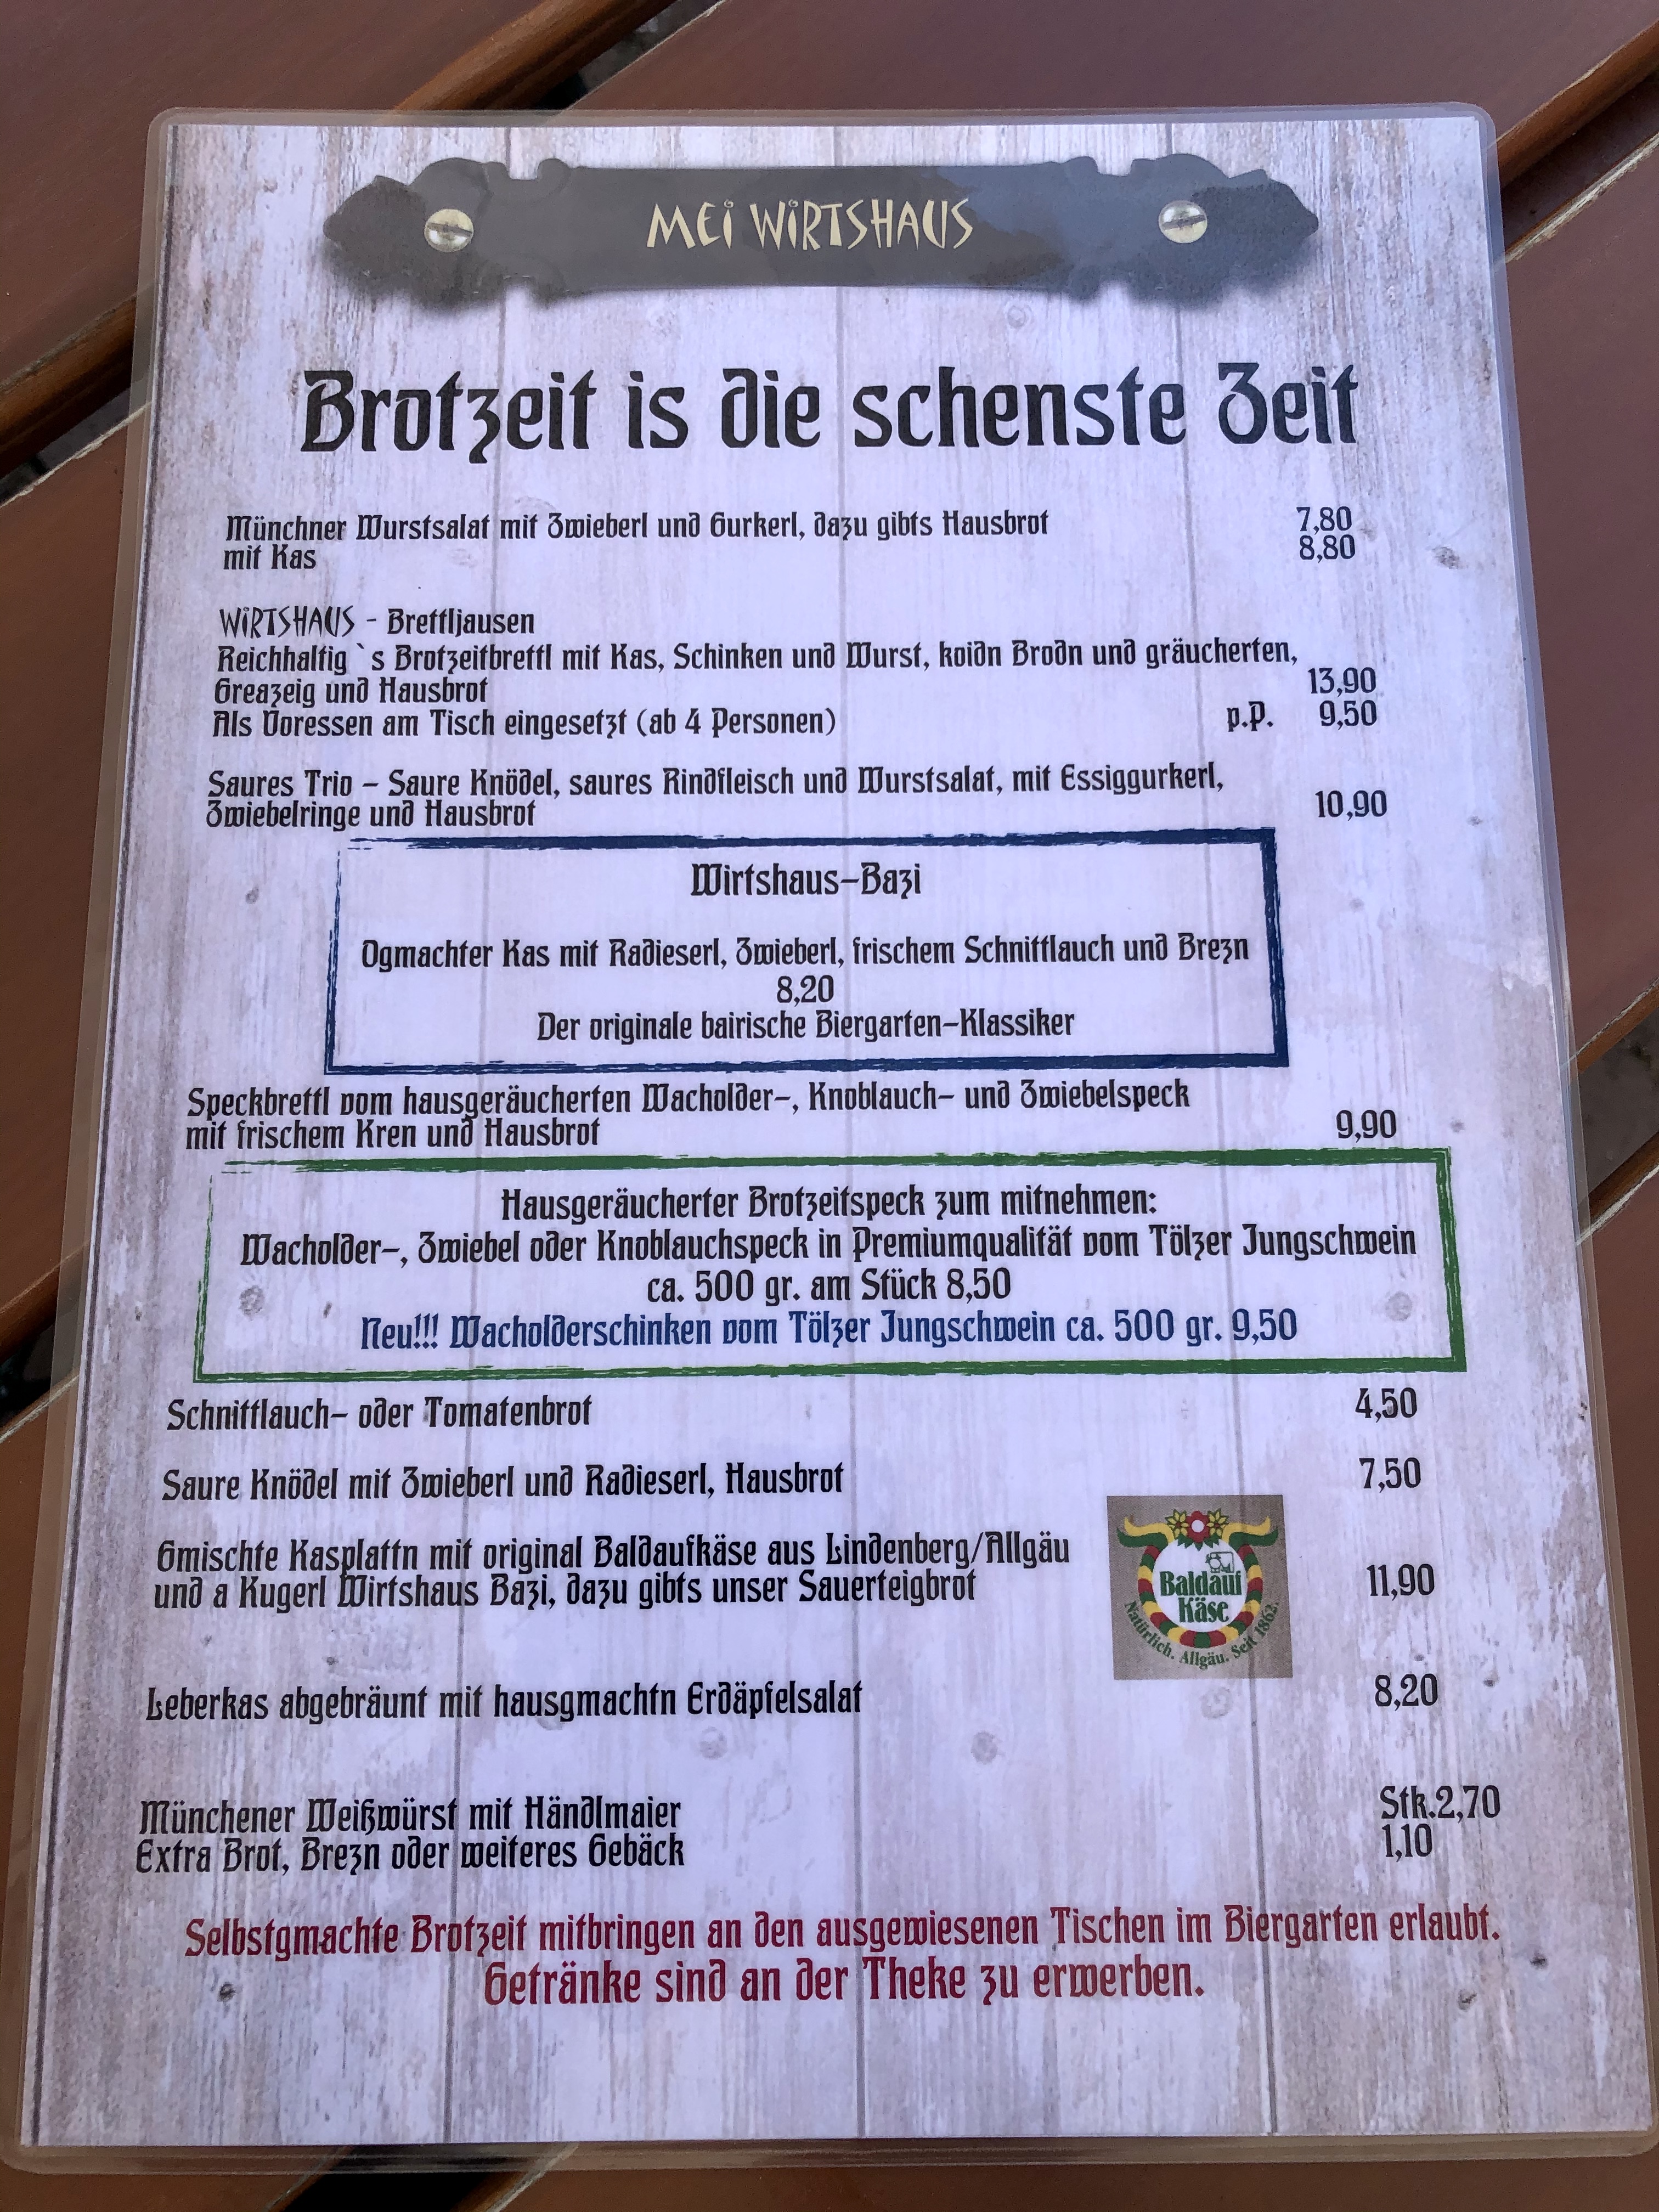 MEI WIRTSHAUS
Brotzeit is die schenste Zeit
Münchner Wurstsalat mit Zwieberl und Gurkerl, dazu gibts Hausbrot 7,80
mit Kas 8,80
WIRTSHAUS - Brettljausen
Reichhaltig `s Brotzeitbrettl mit Kas, Schinken und Wurst, koidn Brodn und gräucherten,
Greazeig und Hausbrot 13,90
Als Voressen am Tisch eingesetzt (ab 4 Personen) p.P. 9,50
Saures Trio – Saure Knödel, saures Rindfleisch und Wurstsalat, mit Essiggurkerl,
Zwiebelringe und Hausbrot 10,90
Wirtshaus-Bazi
Ogmachter Kas mit Radieserl, Zwieberl, frischem Schnittlauch und Brezn
8,20
Der originale bairische Biergarten-Klassiker
Speckbrettl vom hausgeräucherten Wacholder-, Knoblauch- und Zwiebelspeck
mit frischem Kren und Hausbrot 9,90
Hausgeräucherter Brotzeitspeck zum mitnehmen:
Wacholder-, Zwiebel oder Knoblauchspeck in Premiumqualität vom Tölzer Jungschwein
ca. 500 gr. am Stück 8,50
Neu!!! Wacholderschinken vom Tölzer Jungschwein ca. 500 gr. 9,50
Schnittlauch- oder Tomatenbrot 4,50
Saure Knödel mit Zwieberl und Radieserl, Hausbrot 7,50
Gmischte Kasplattn mit original Baldaufkäse aus Lindenberg/Allgäu
und a Kugerl Wirtshaus Bazi, dazu gibts unser Sauerteigbrot 11,90
Baldauf
Käse
Natürlich. Allgäu. Seit 1862.
Leberkas abgebräunt mit hausgmachtn Erdäpfelsalat 8,20
Münchener Weißwürst mit Händlmaier Stk.2,70
Extra Brot, Brezn oder weiteres Gebäck 1,10
Selbstgmachte Brotzeit mitbringen an den ausgewiesenen Tischen im Biergarten erlaubt.
Getränke sind an der Theke zu erwerben.